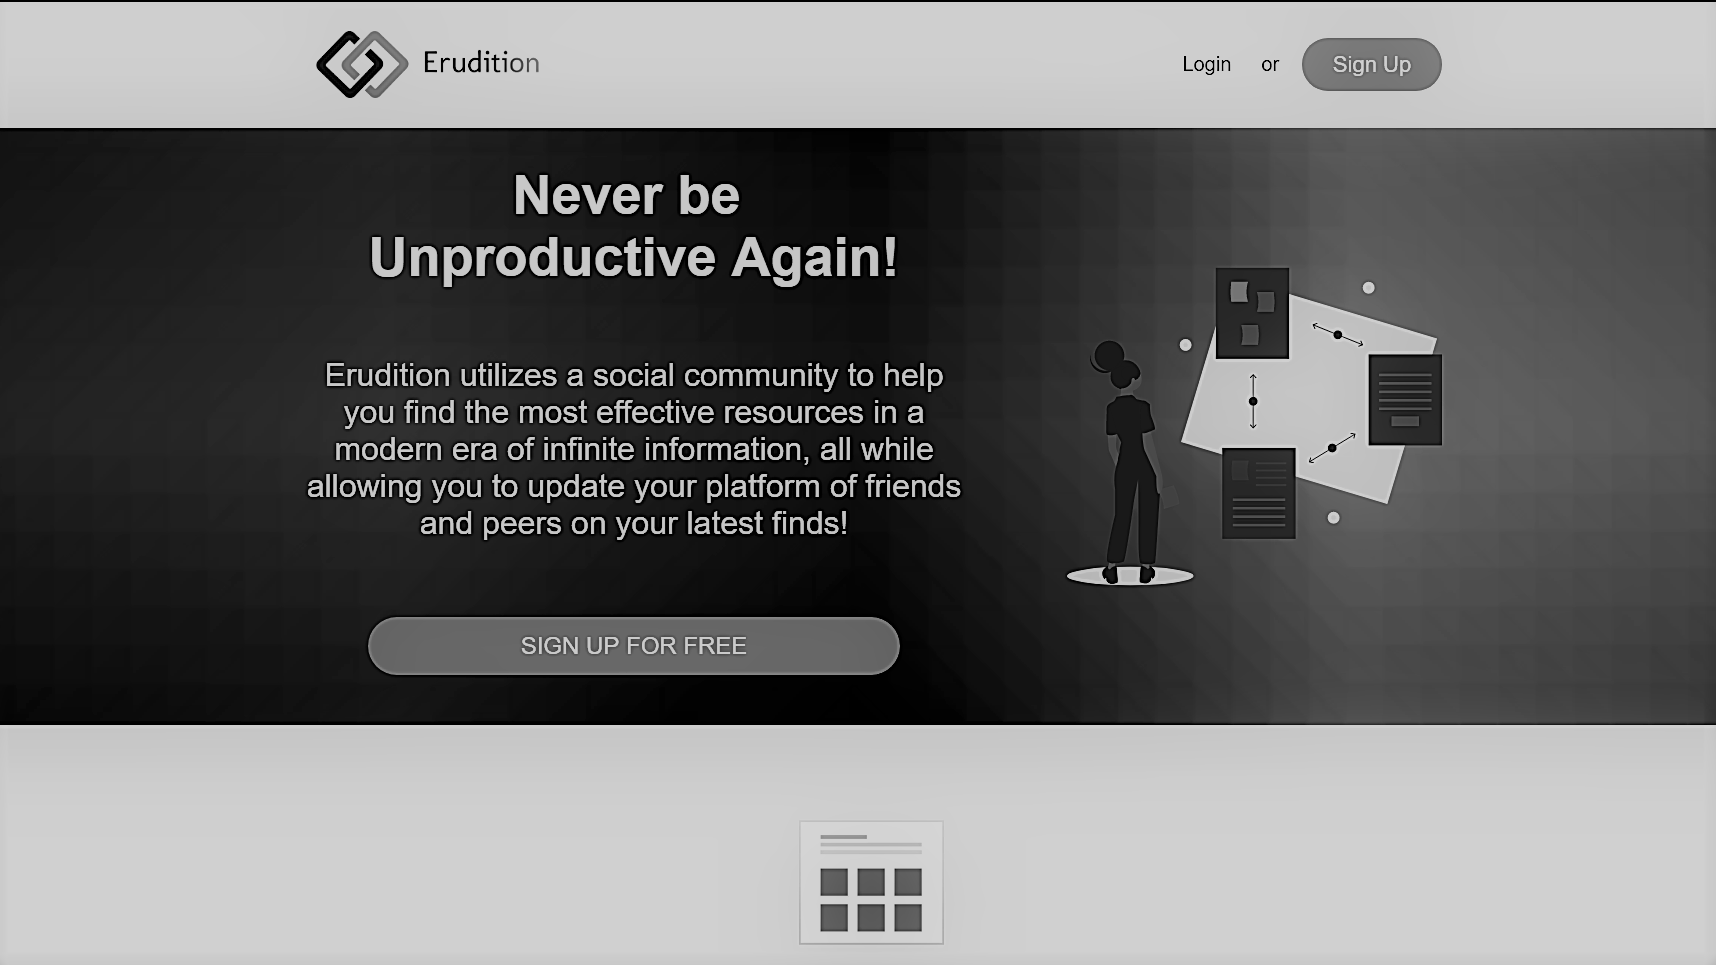 Erudition
Login or Sign Up
Never be
Unproductive Again!
Erudition utilizes a social community to help
you find the most effective resources in a
modern era of infinite information, all while
allowing you to update your platform of friends
and peers on your latest finds!
SIGN UP FOR FREE